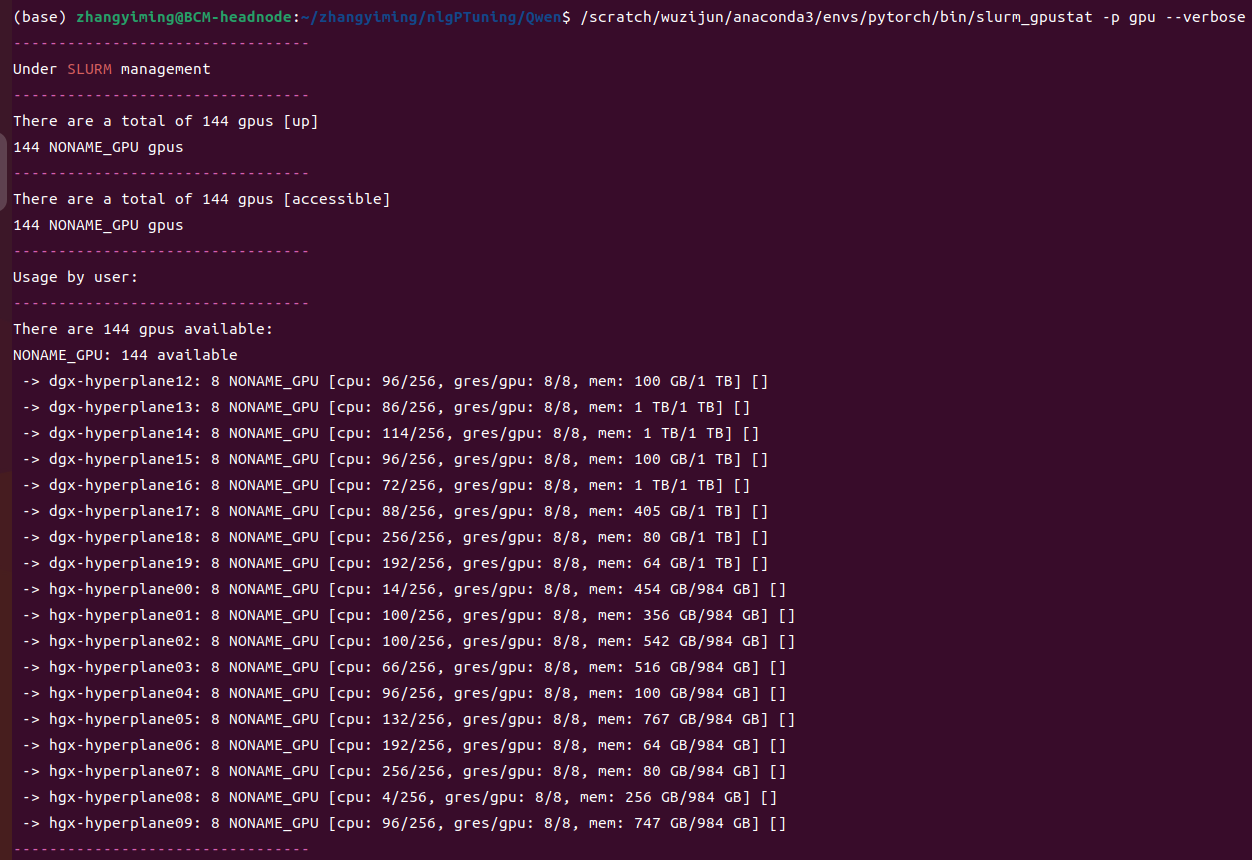 (base) zhangyiming@BCM-headnode:~/zhangyiming/nlgPTuning/Qwen$ /scratch/wuzijun/anaconda3/envs/pytorch/bin/slurm_gpustat -p gpu --verbose
---------------------------------
Under SLURM management
---------------------------------
There are a total of 144 gpus [up]
144 NONAME_GPU gpus
---------------------------------
There are a total of 144 gpus [accessible]
144 NONAME_GPU gpus
---------------------------------
Usage by user:
---------------------------------
There are 144 gpus available:
NONAME_GPU: 144 available
 -> dgx-hyperplane12: 8 NONAME_GPU [cpu: 96/256, gres/gpu: 8/8, mem: 100 GB/1 TB] []
 -> dgx-hyperplane13: 8 NONAME_GPU [cpu: 86/256, gres/gpu: 8/8, mem: 1 TB/1 TB] []
 -> dgx-hyperplane14: 8 NONAME_GPU [cpu: 114/256, gres/gpu: 8/8, mem: 1 TB/1 TB] []
 -> dgx-hyperplane15: 8 NONAME_GPU [cpu: 96/256, gres/gpu: 8/8, mem: 100 GB/1 TB] []
 -> dgx-hyperplane16: 8 NONAME_GPU [cpu: 72/256, gres/gpu: 8/8, mem: 1 TB/1 TB] []
 -> dgx-hyperplane17: 8 NONAME_GPU [cpu: 88/256, gres/gpu: 8/8, mem: 405 GB/1 TB] []
 -> dgx-hyperplane18: 8 NONAME_GPU [cpu: 256/256, gres/gpu: 8/8, mem: 80 GB/1 TB] []
 -> dgx-hyperplane19: 8 NONAME_GPU [cpu: 192/256, gres/gpu: 8/8, mem: 64 GB/1 TB] []
 -> hgx-hyperplane00: 8 NONAME_GPU [cpu: 14/256, gres/gpu: 8/8, mem: 454 GB/984 GB] []
 -> hgx-hyperplane01: 8 NONAME_GPU [cpu: 100/256, gres/gpu: 8/8, mem: 356 GB/984 GB] []
 -> hgx-hyperplane02: 8 NONAME_GPU [cpu: 100/256, gres/gpu: 8/8, mem: 542 GB/984 GB] []
 -> hgx-hyperplane03: 8 NONAME_GPU [cpu: 66/256, gres/gpu: 8/8, mem: 516 GB/984 GB] []
 -> hgx-hyperplane04: 8 NONAME_GPU [cpu: 96/256, gres/gpu: 8/8, mem: 100 GB/984 GB] []
 -> hgx-hyperplane05: 8 NONAME_GPU [cpu: 132/256, gres/gpu: 8/8, mem: 767 GB/984 GB] []
 -> hgx-hyperplane06: 8 NONAME_GPU [cpu: 192/256, gres/gpu: 8/8, mem: 64 GB/984 GB] []
 -> hgx-hyperplane07: 8 NONAME_GPU [cpu: 256/256, gres/gpu: 8/8, mem: 80 GB/984 GB] []
 -> hgx-hyperplane08: 8 NONAME_GPU [cpu: 4/256, gres/gpu: 8/8, mem: 256 GB/984 GB] []
 -> hgx-hyperplane09: 8 NONAME_GPU [cpu: 96/256, gres/gpu: 8/8, mem: 747 GB/984 GB] []
---------------------------------